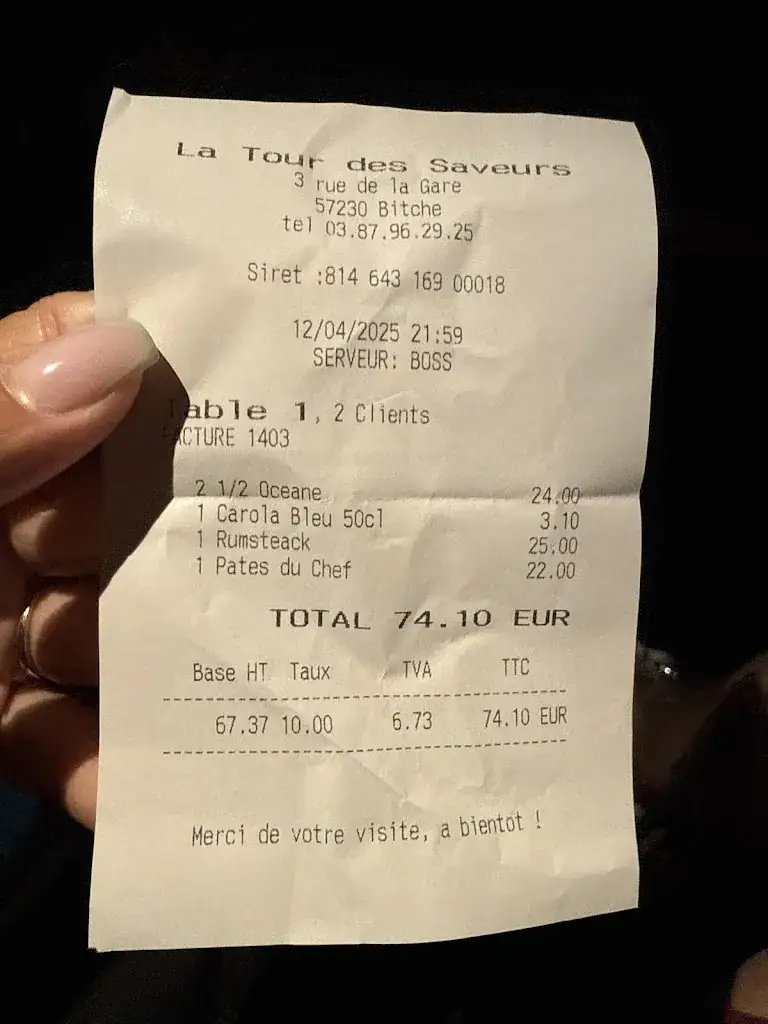 La Tour des Saveurs
3 rue de la Gare
57230 Bitche
tel 03.87.96.29.25
Siret :814 643 169 00018
12/04/2025 21:59
SERVEUR: BOSS
Table 1, 2 Clients
FACTURE 1403
2 1/2 Oceane 24.00
1 Carola Bleu 50cl 3.10
1 Rumsteack 25.00
1 Pates du Chef 22.00
TOTAL 74.10 EUR
Base HT Taux TVA TTC
67.37 10.00 6.73 74.10 EUR
Merci de votre visite, a bientot !